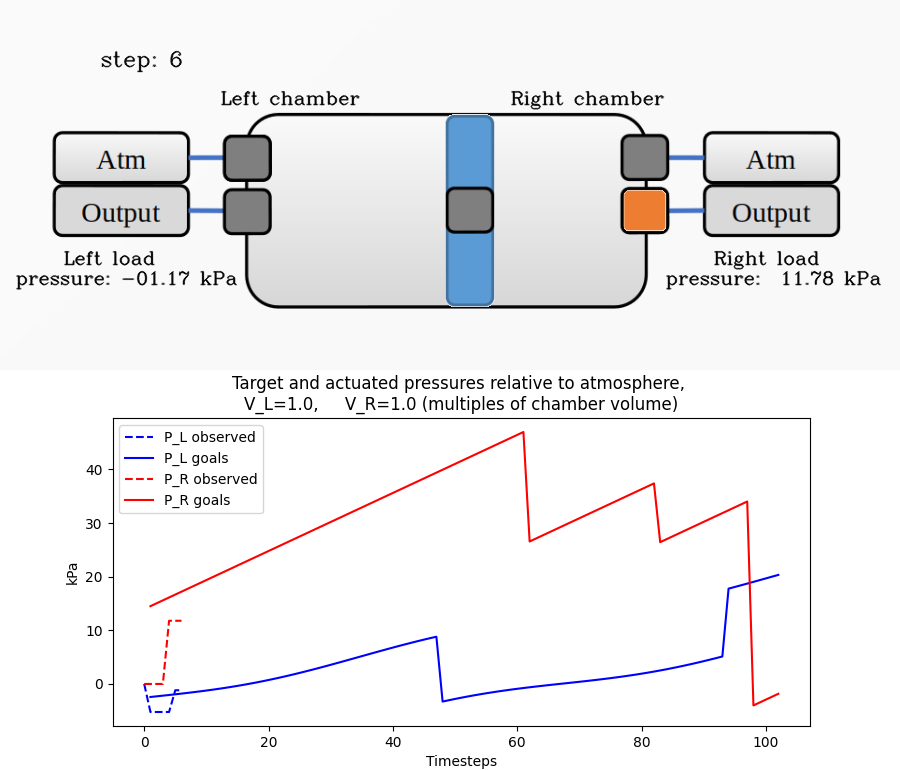 step: 6
Left chamber
Right chamber
Atm
Atm
Output
Output
Left load
pressure: -01.17 kPa
Right load
pressure: 11.78 kPa
Target and actuated pressures relative to atmosphere,
V_L=1.0, V_R=1.0 (multiples of chamber volume)
P_L observed
P_L goals
P_R observed
P_R goals
kPa
40
30
20
10
0
0 20 40 60 80 100
Timesteps